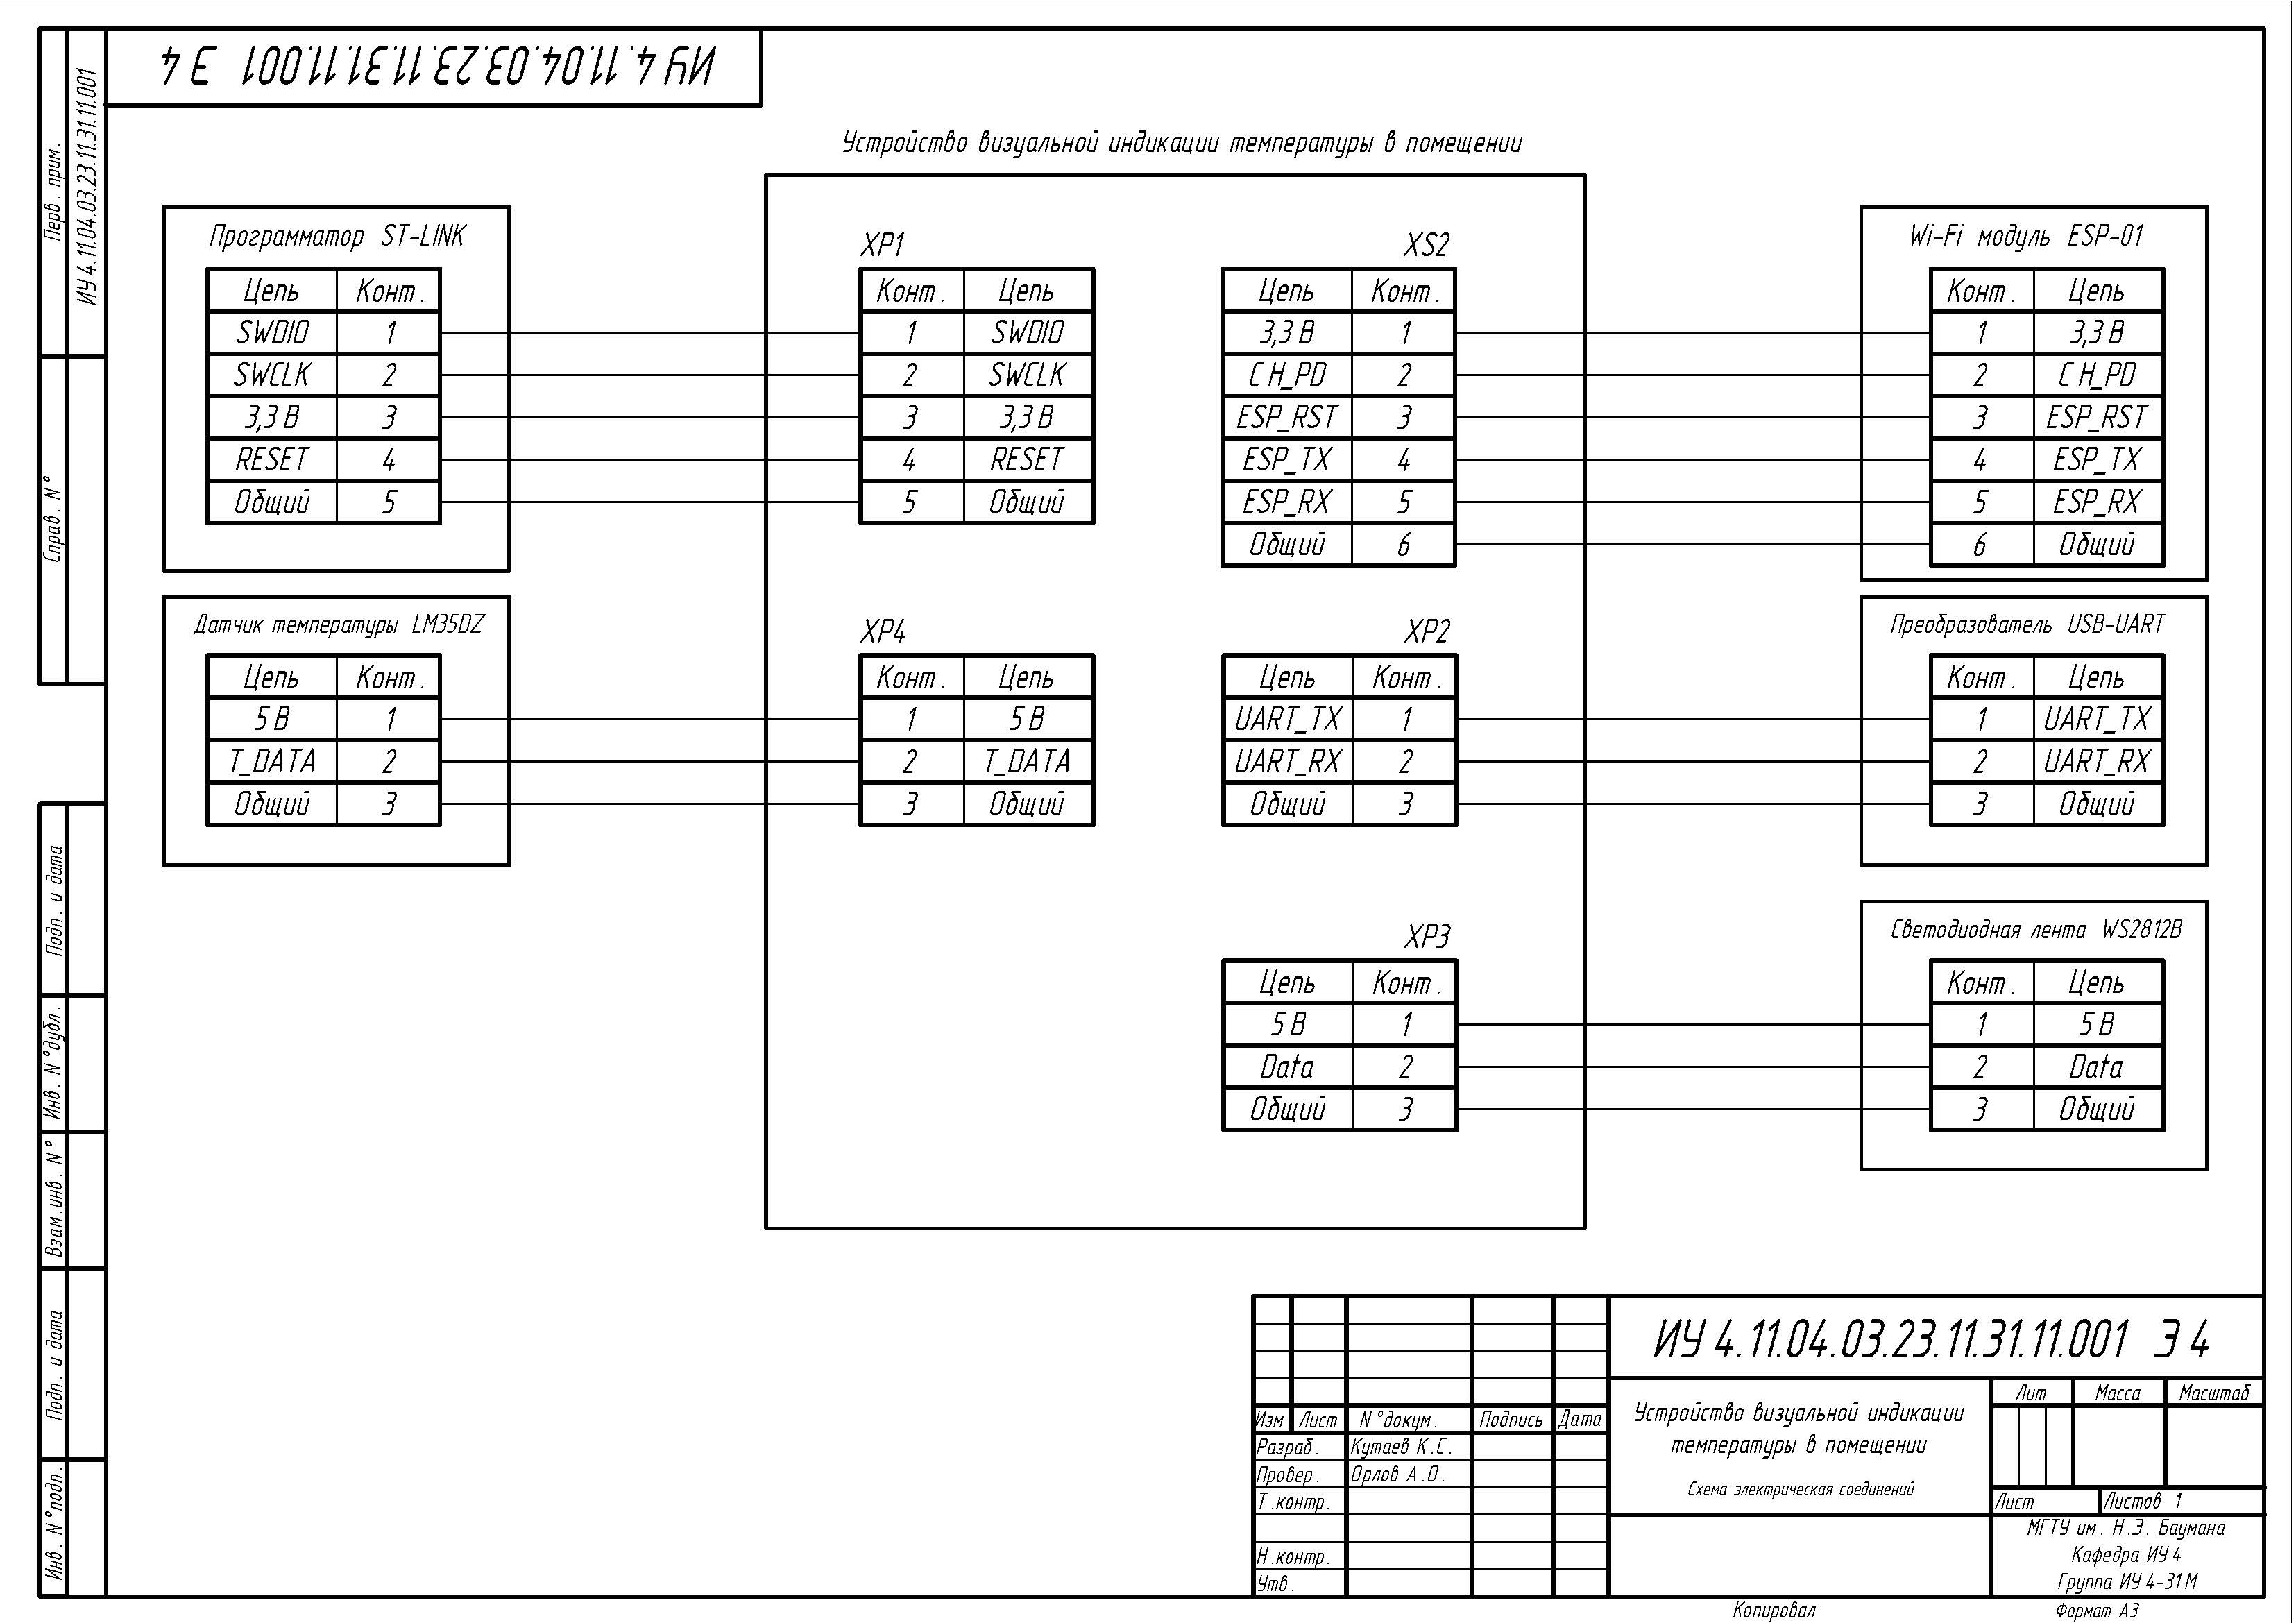 ИУ 4.11.04.03.23.11.31.11.001 Э 4
Перв. прим.
ИУ 4.11.04.03.23.11.31.11.001
Справ. N°
Подп. и дата
Инв. N°дубл.
Взам.инв. N°
Подп. и дата
Инв. N°подп.
Устройство визуальной индикации температуры в помещении
Программатор ST-LINK
Цепь Конт.
SWDIO 1
SWCLK 2
3,3 В 3
RESET 4
Общий 5
XP1
Конт. Цепь
1 SWDIO
2 SWCLK
3 3,3 В
4 RESET
5 Общий
XS2
Цепь Конт.
3,3 В 1
CH_PD 2
ESP_RST 3
ESP_TX 4
ESP_RX 5
Общий 6
Wi-Fi модуль ESP-01
Конт. Цепь
1 3,3 В
2 CH_PD
3 ESP_RST
4 ESP_TX
5 ESP_RX
6 Общий
Датчик температуры LM35DZ
Цепь Конт.
5 В 1
T_DATA 2
Общий 3
XP4
Конт. Цепь
1 5 В
2 T_DATA
3 Общий
XP2
Цепь Конт.
UART_TX 1
UART_RX 2
Общий 3
Преобразователь USB-UART
Конт. Цепь
1 UART_TX
2 UART_RX
3 Общий
XP3
Цепь Конт.
5 В 1
Data 2
Общий 3
Светодиодная лента WS2812B
Конт. Цепь
1 5 В
2 Data
3 Общий
ИУ 4.11.04.03.23.11.31.11.001 Э 4
Изм. Лист N°докум. Подпись Дата
Разраб. Кутаев К.С.
Провер. Орлов А.О.
Т.контр.
Н.контр.
Утв.
Устройство визуальной индикации
температуры в помещении
Схема электрическая соединений
Лит Масса Масштаб
Лист Листов 1
МГТУ им. Н.Э. Баумана
Кафедра ИУ 4
Группа ИУ 4-31М
Копировал Формат А3